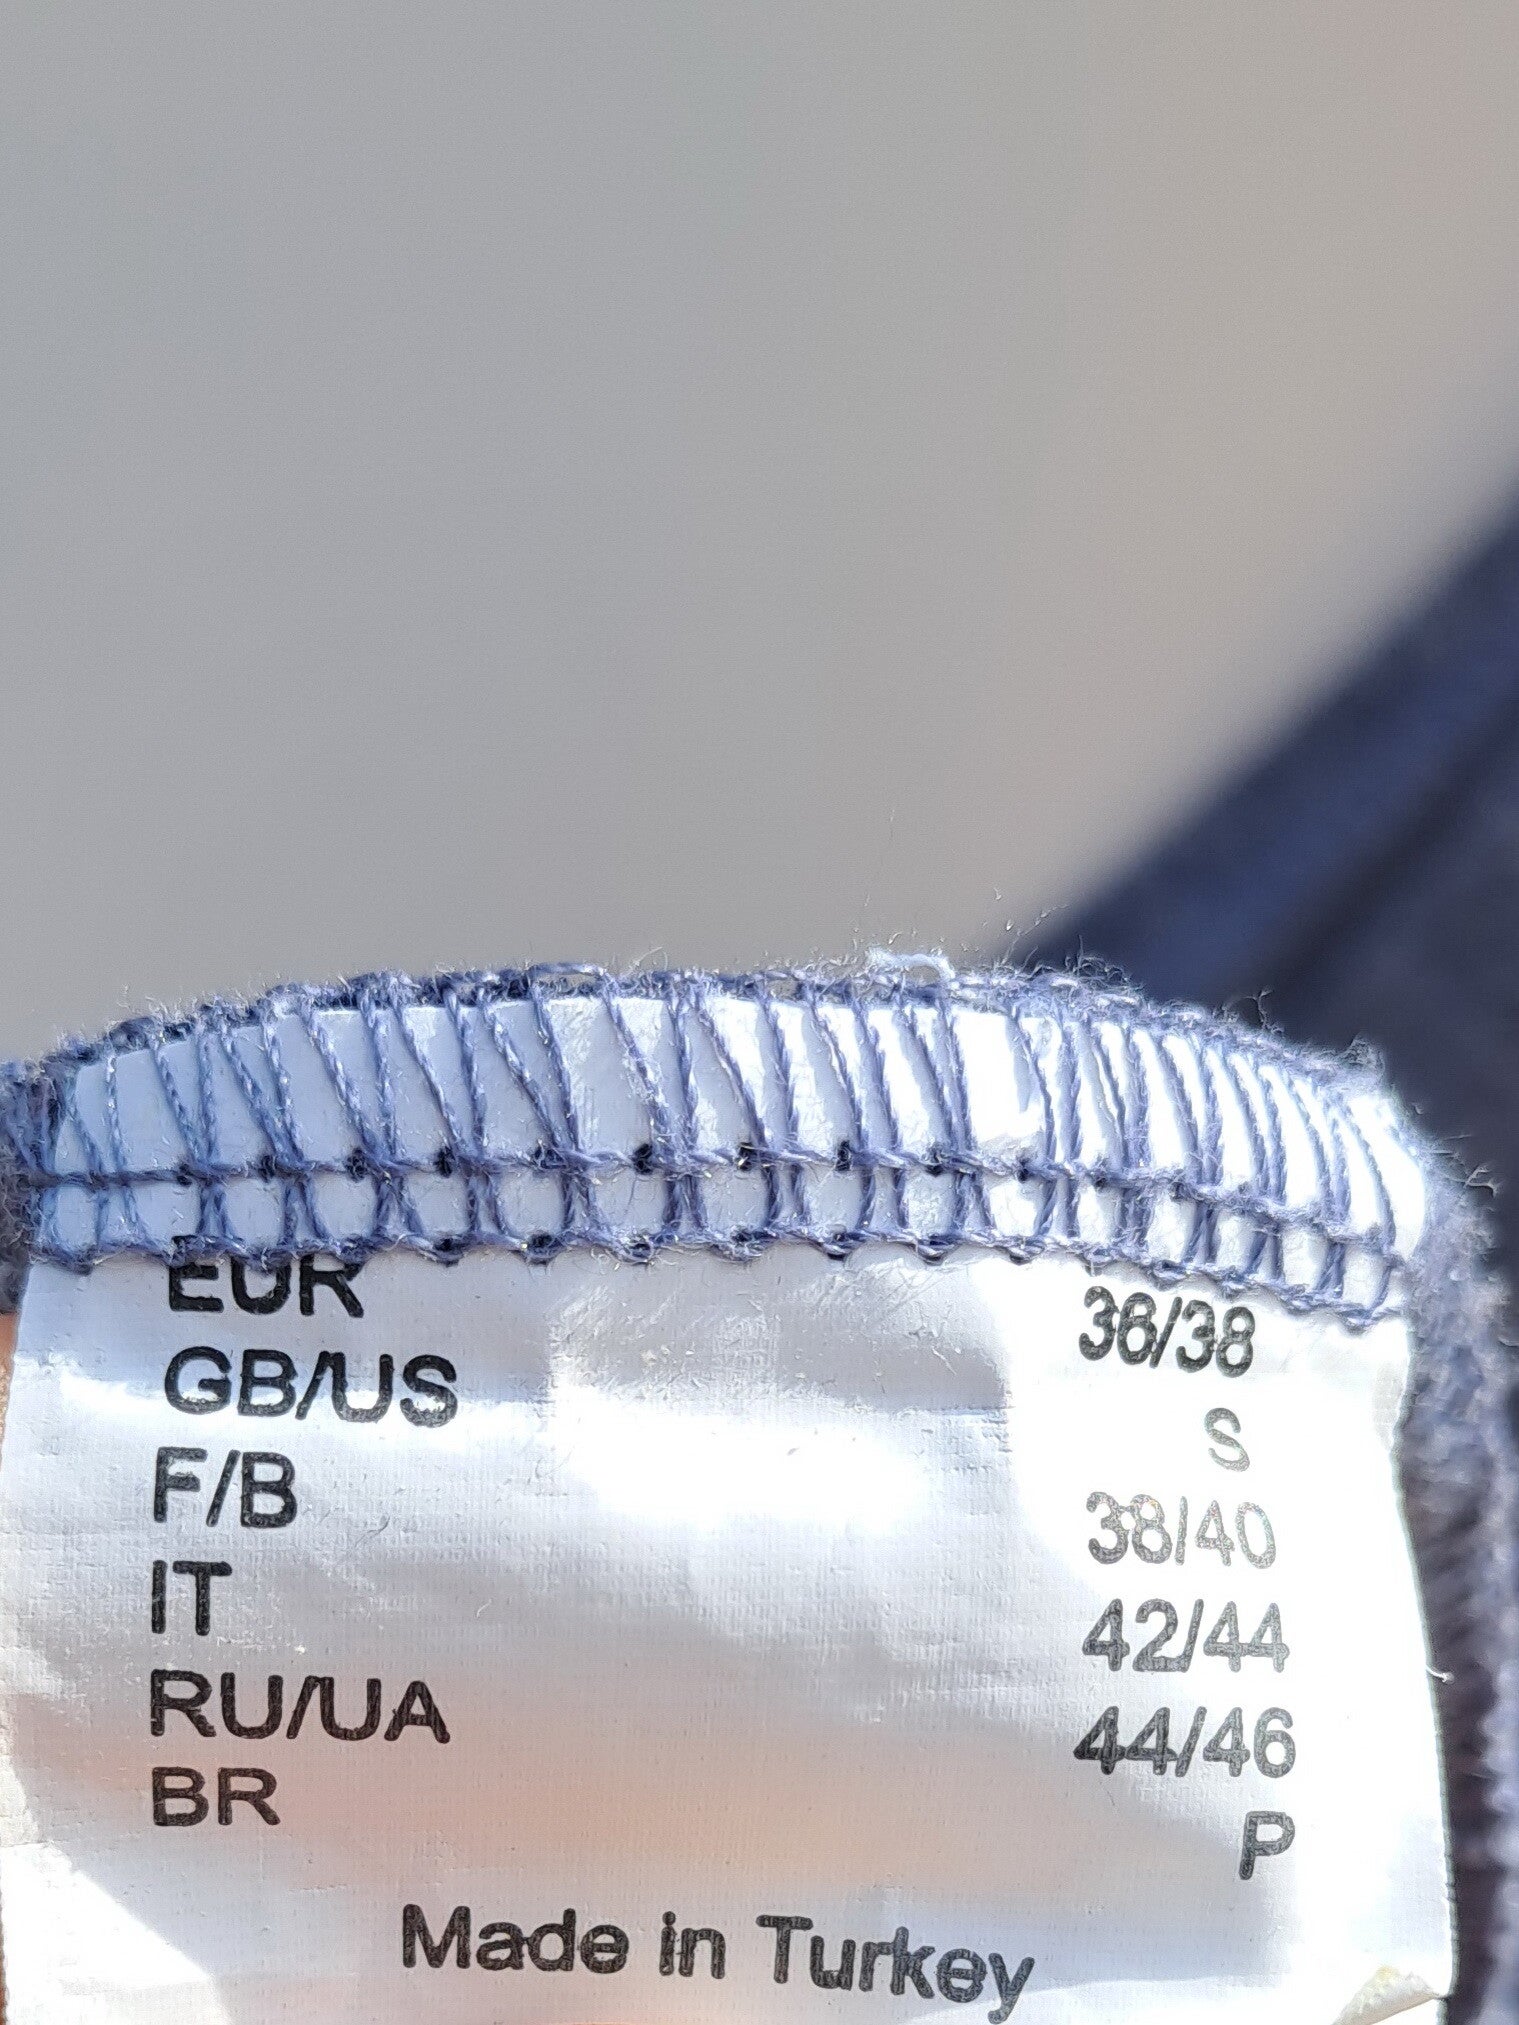 EUR 36/38
GB/US S
F/B 38/40
IT 42/44
RU/UA 44/46
BR P
Made in Turkey